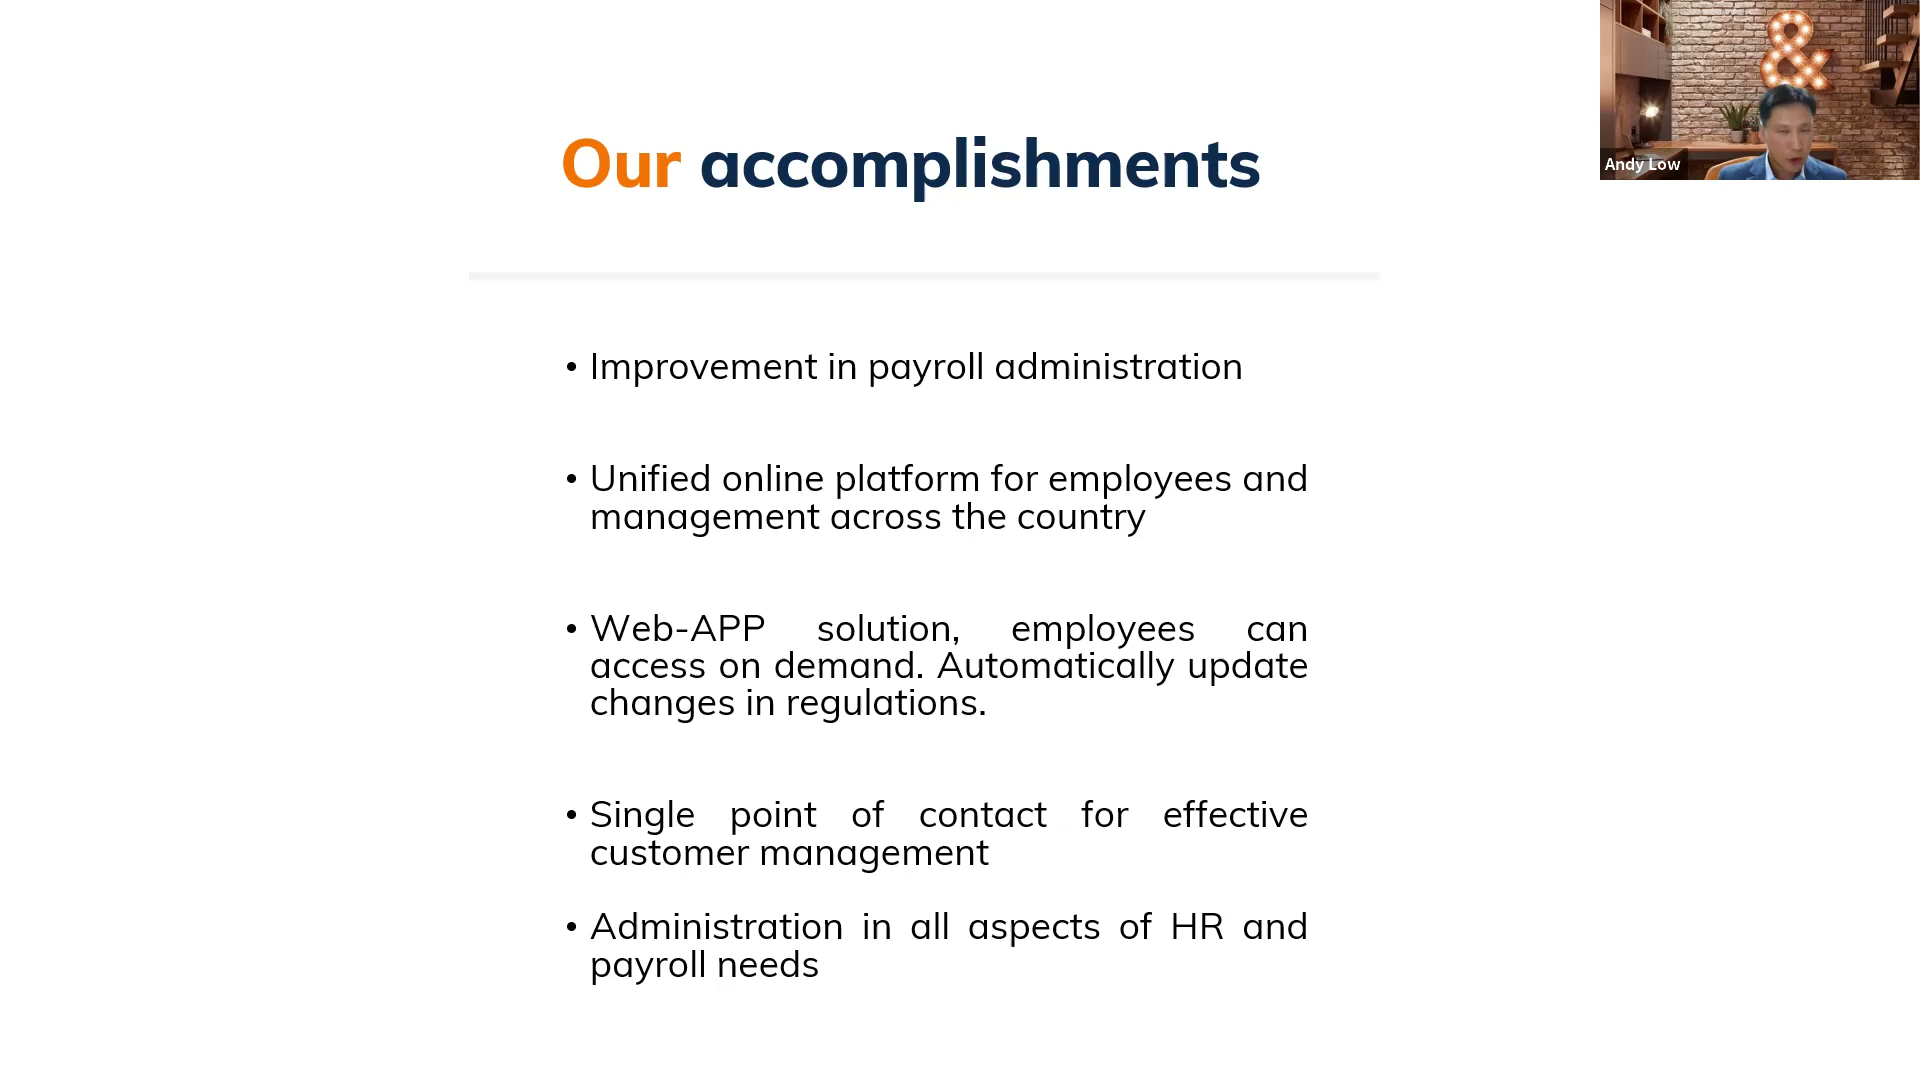 Our accomplishments
Andy Low
• Improvement in payroll administration
• Unified online platform for employees and
management across the country
• Web-APP solution, employees can
access on demand. Automatically update
changes in regulations.
• Single point of contact for effective
customer management
• Administration in all aspects of HR and
payroll needs